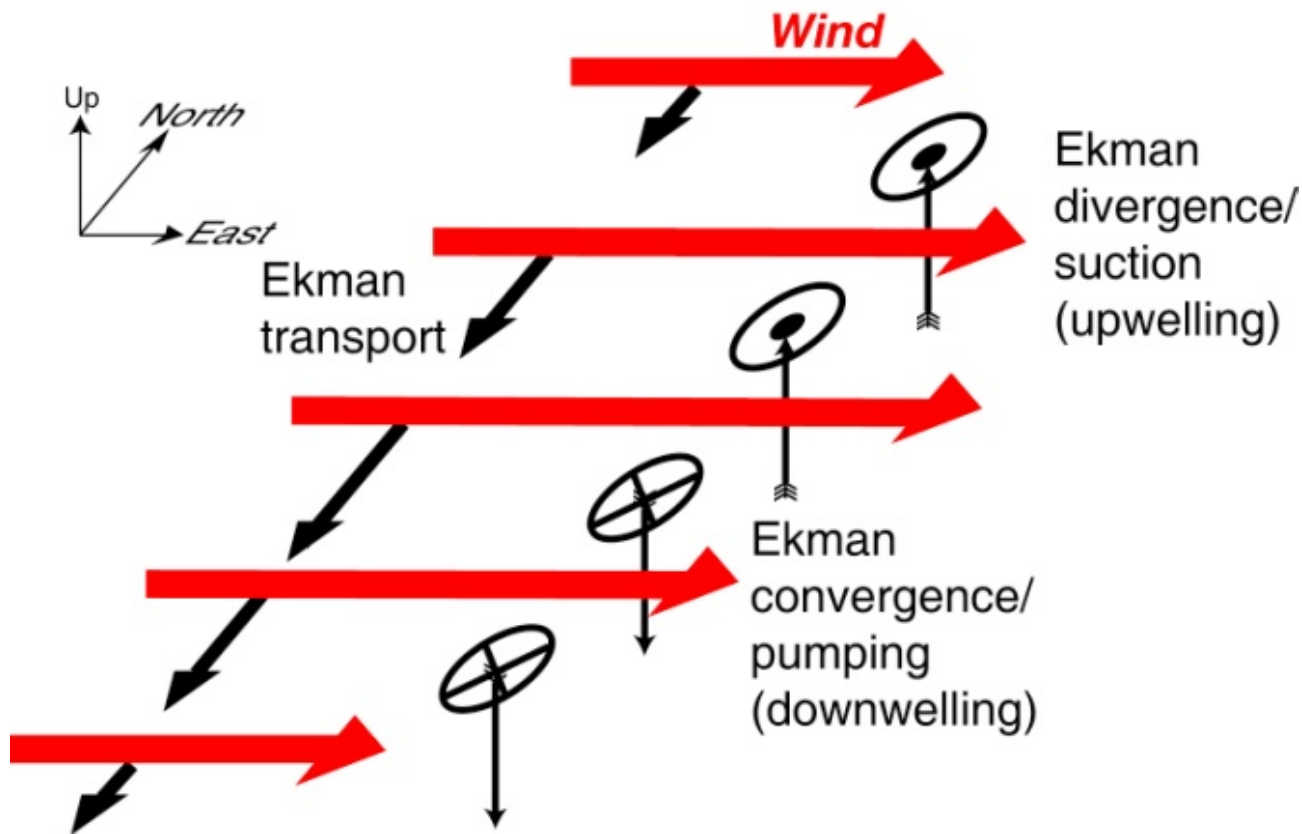 Wind
Up
North
East
Ekman
divergence/
suction
(upwelling)
Ekman
transport
Ekman
convergence/
pumping
(downwelling)